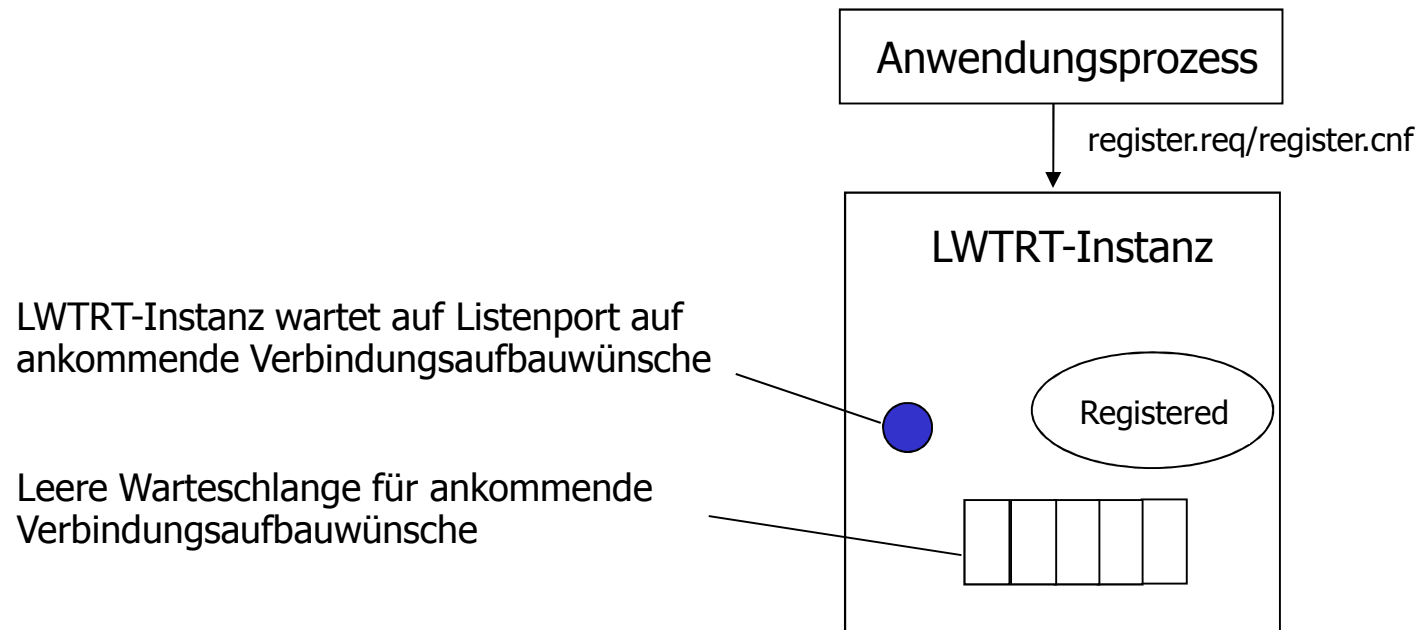 Anwendungsprozess
register.req/register.cnf
LWTRT-Instanz
LWTRT-Instanz wartet auf Listenport auf
ankommende Verbindungsaufbauwünsche
Registered
Leere Warteschlange für ankommende
Verbindungsaufbauwünsche